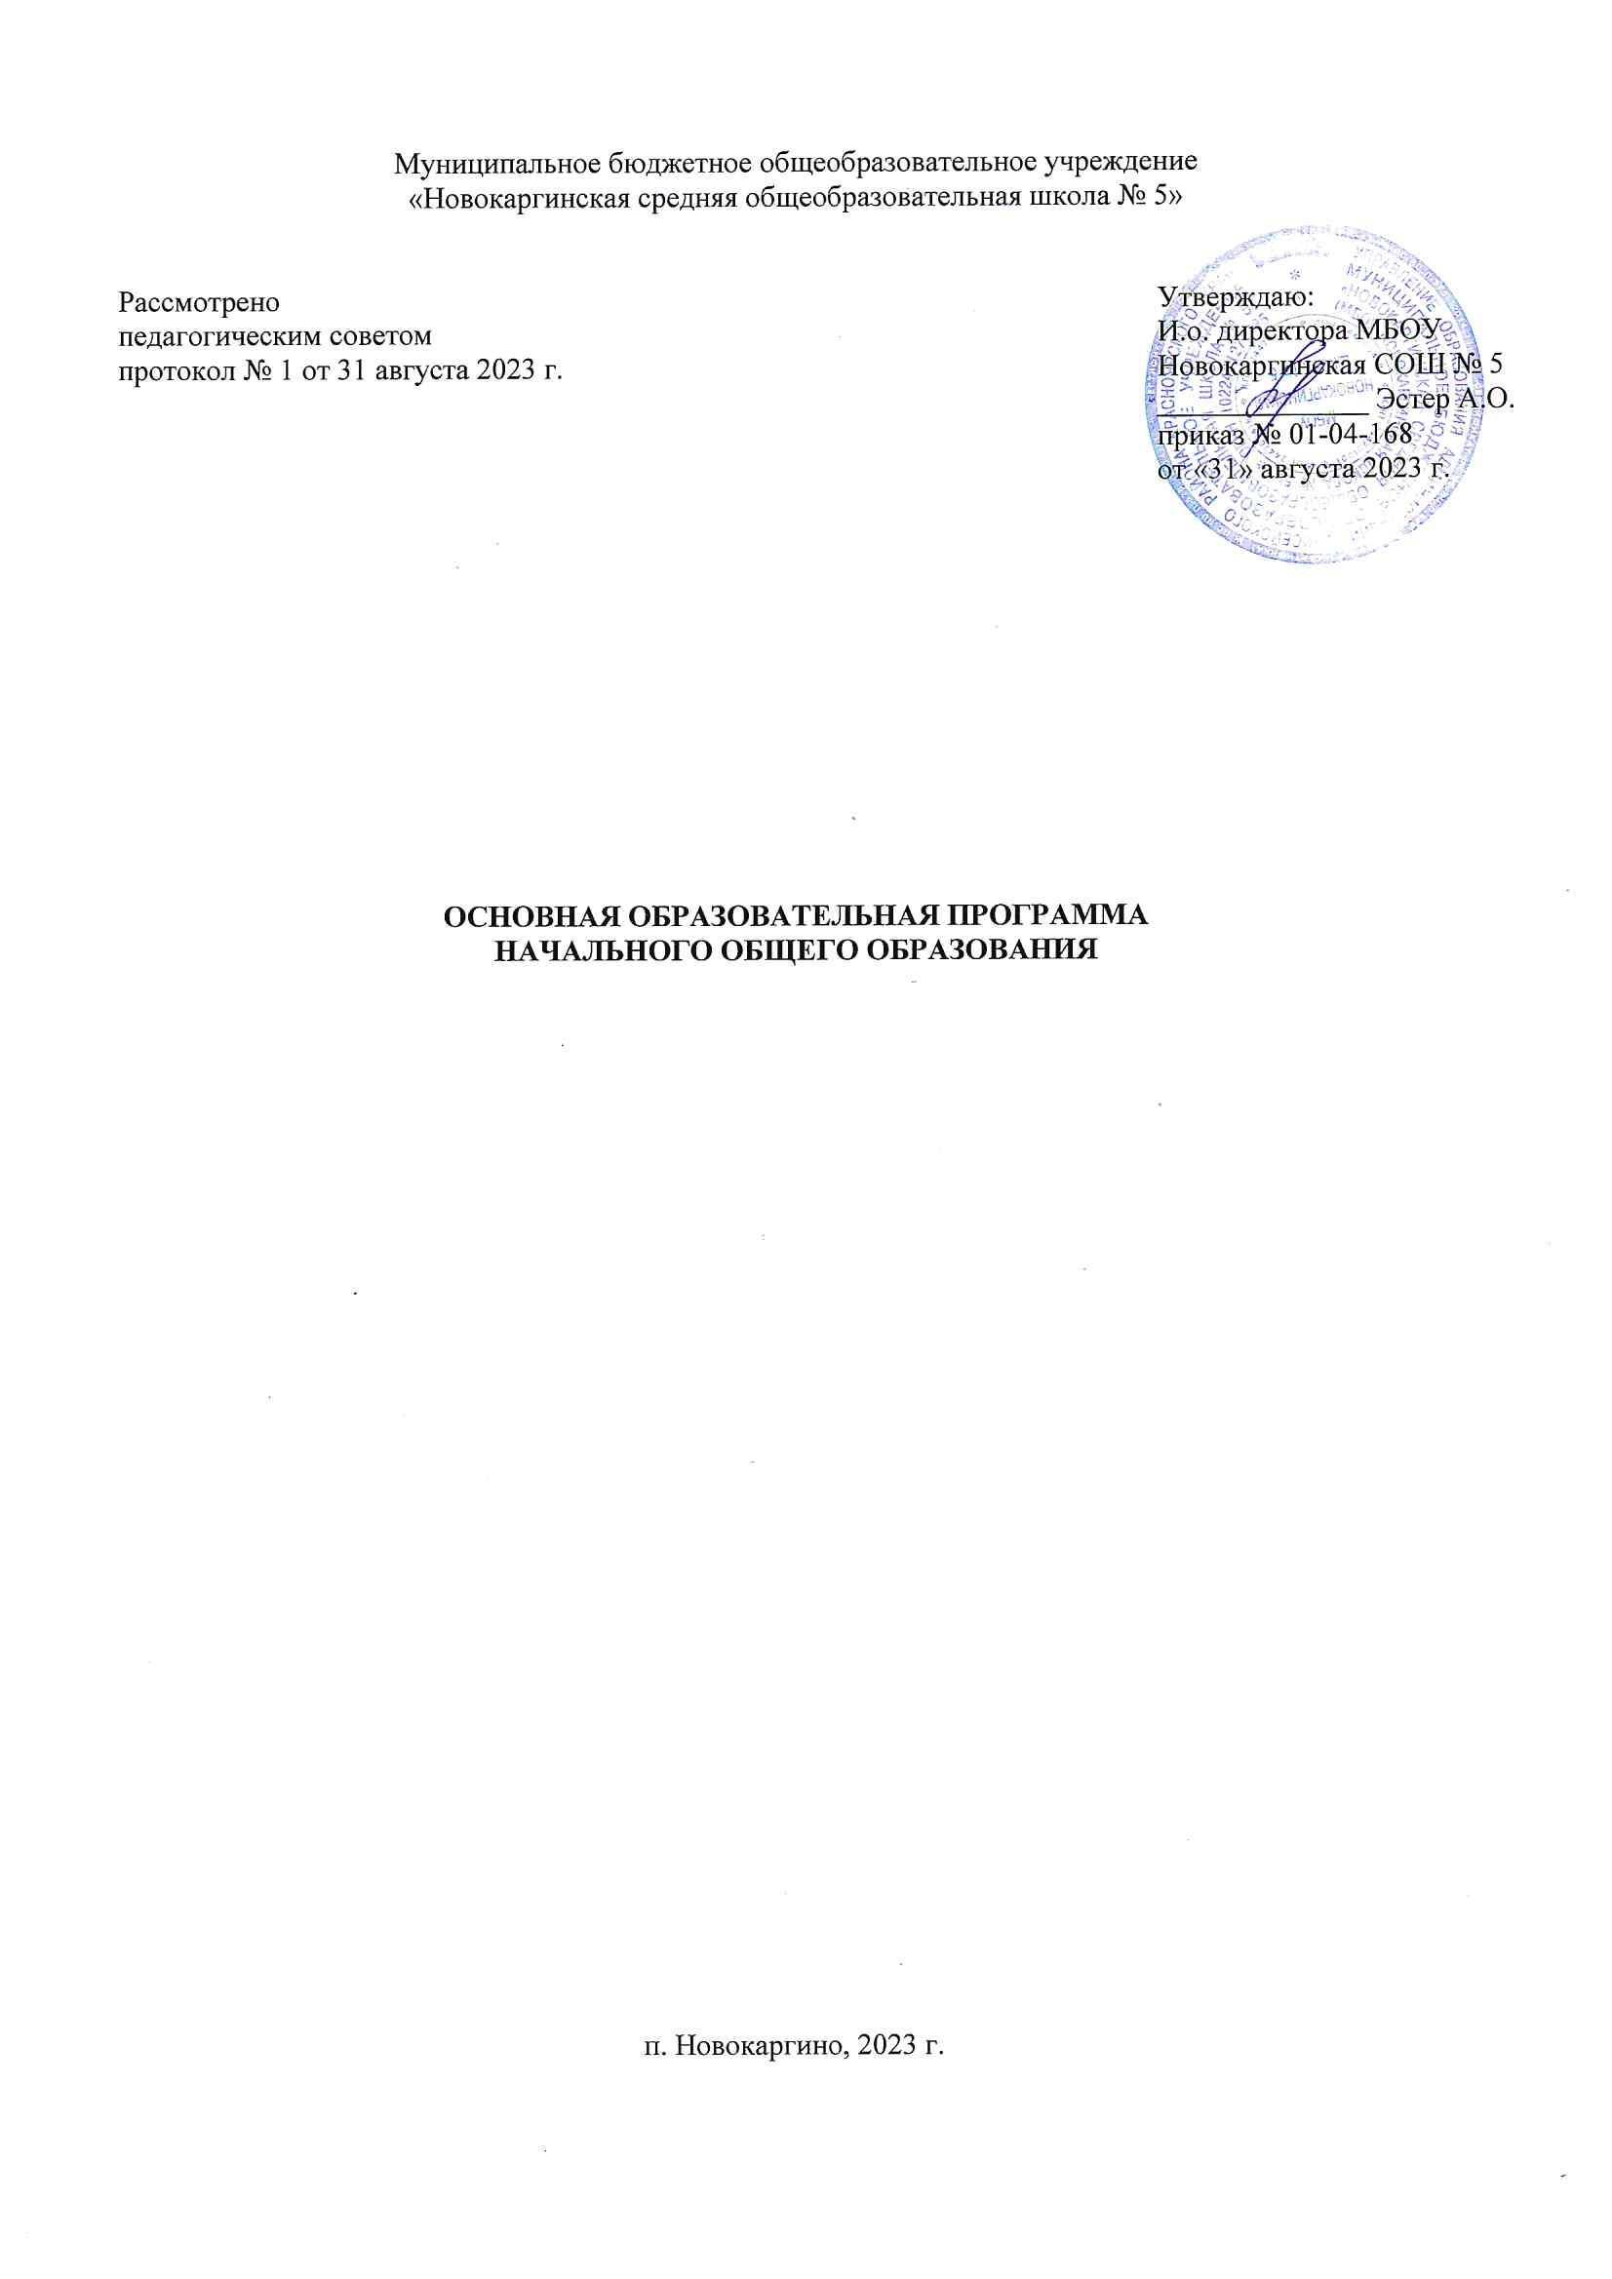 Муниципальное бюджетное общеобразовательное учреждение
«Новокаргинская средняя общеобразовательная школа № 5»
Рассмотрено
педагогическим советом
протокол № 1 от 31 августа 2023 г.
Утверждаю:
И.о. директора МБОУ
Новокаргинская СОШ № 5
______________ Эстер А.О.
приказ № 01-04-168
от «31» августа 2023 г.
ОСНОВНАЯ ОБРАЗОВАТЕЛЬНАЯ ПРОГРАММА
НАЧАЛЬНОГО ОБЩЕГО ОБРАЗОВАНИЯ
п. Новокаргино, 2023 г.